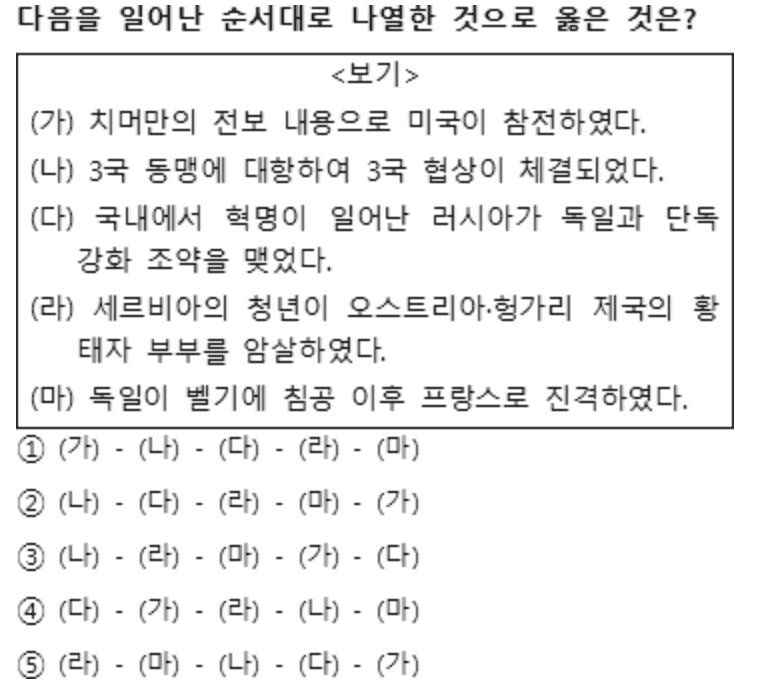 다음을 일어난 순서대로 나열한 것으로 옳은 것은?
<보기>
(가) 치머만의 전보 내용으로 미국이 참전하였다.
(나) 3국 동맹에 대항하여 3국 협상이 체결되었다.
(다) 국내에서 혁명이 일어난 러시아가 독일과 단독
강화 조약을 맺었다.
(라) 세르비아의 청년이 오스트리아·헝가리 제국의 황
태자 부부를 암살하였다.
(마) 독일이 벨기에 침공 이후 프랑스로 진격하였다.
① (가) - (나) - (다) - (라) - (마)
② (나) - (다) - (라) - (마) - (가)
③ (나) - (라) - (마) - (가) - (다)
④ (다) - (가) - (라) - (나) - (마)
⑤ (라) - (마) - (나) - (다) - (가)